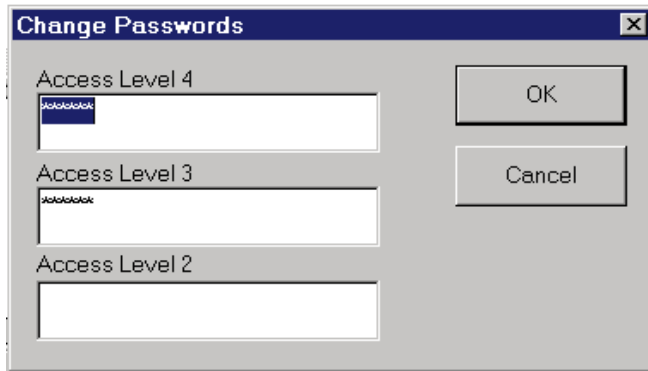 Change Passwords
Access Level 4
******
OK
Access Level 3
******
Cancel
Access Level 2